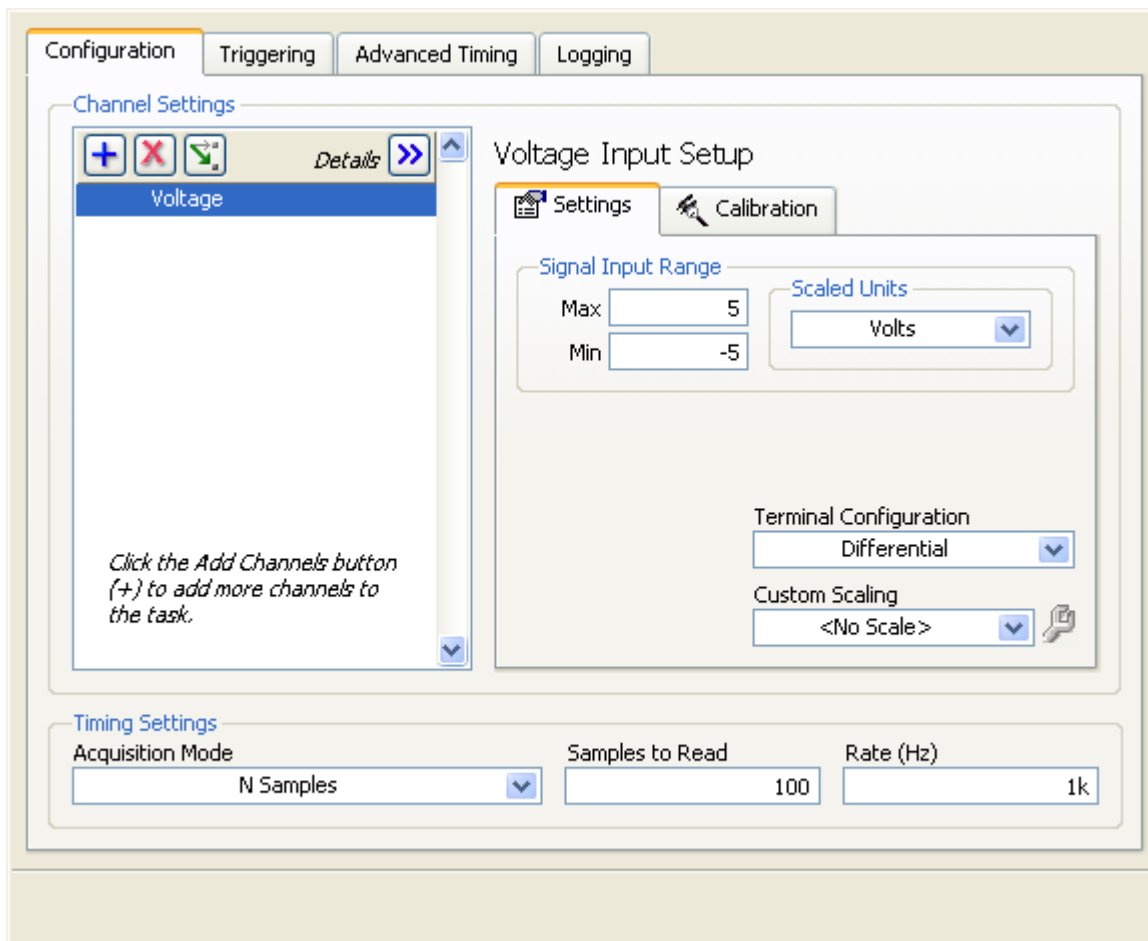 Configuration
Triggering
Advanced Timing
Logging
Channel Settings
Details
Voltage
Click the Add Channels button
(+) to add more channels to
the task.
Voltage Input Setup
Settings
Calibration
Signal Input Range
Max 5
Min -5
Scaled Units
Volts
Terminal Configuration
Differential
Custom Scaling
<No Scale>
Timing Settings
Acquisition Mode
N Samples
Samples to Read
100
Rate (Hz)
1k